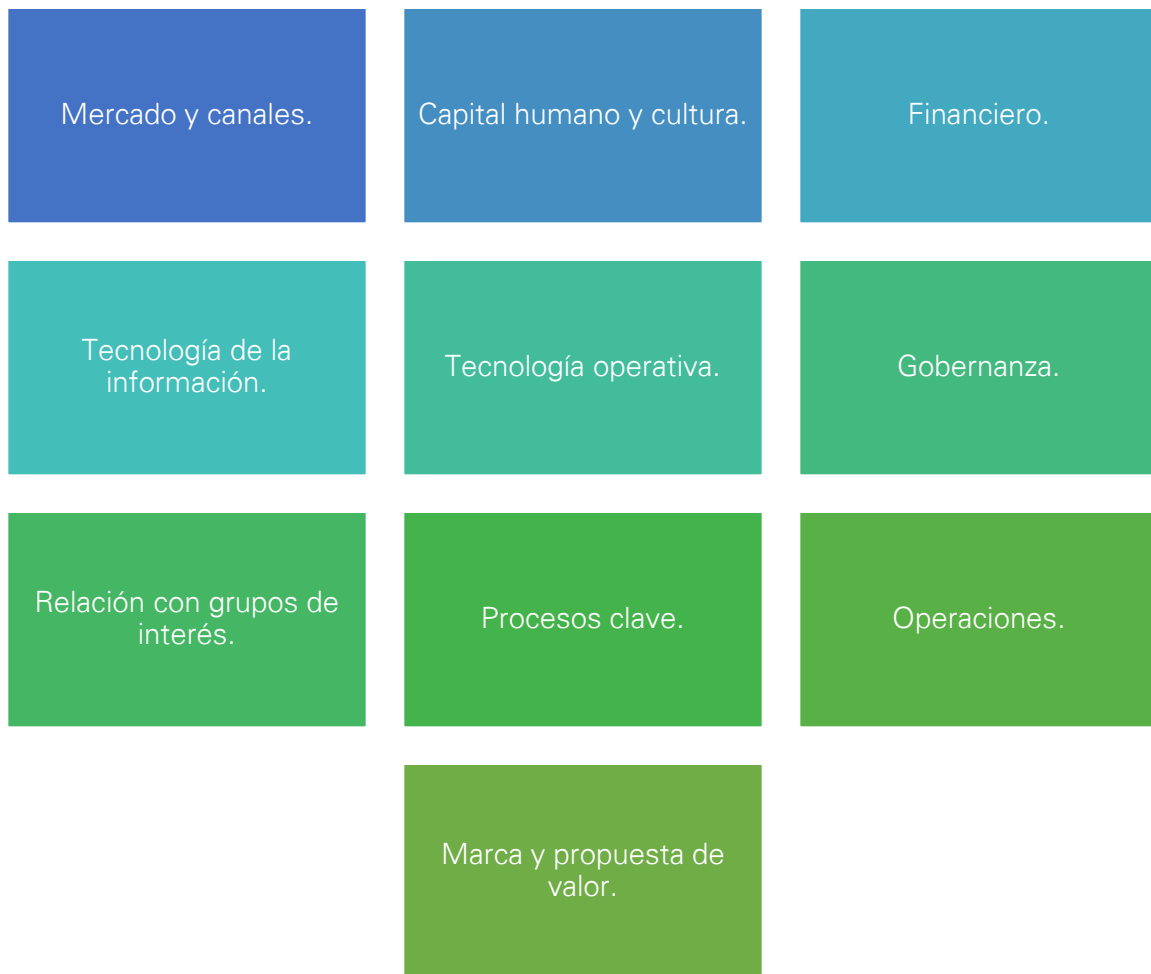 Mercado y canales.
Capital humano y cultura.
Financiero.
Tecnología de la
información.
Tecnología operativa.
Gobernanza.
Relación con grupos de
interés.
Procesos clave.
Operaciones.
Marca y propuesta de
valor.